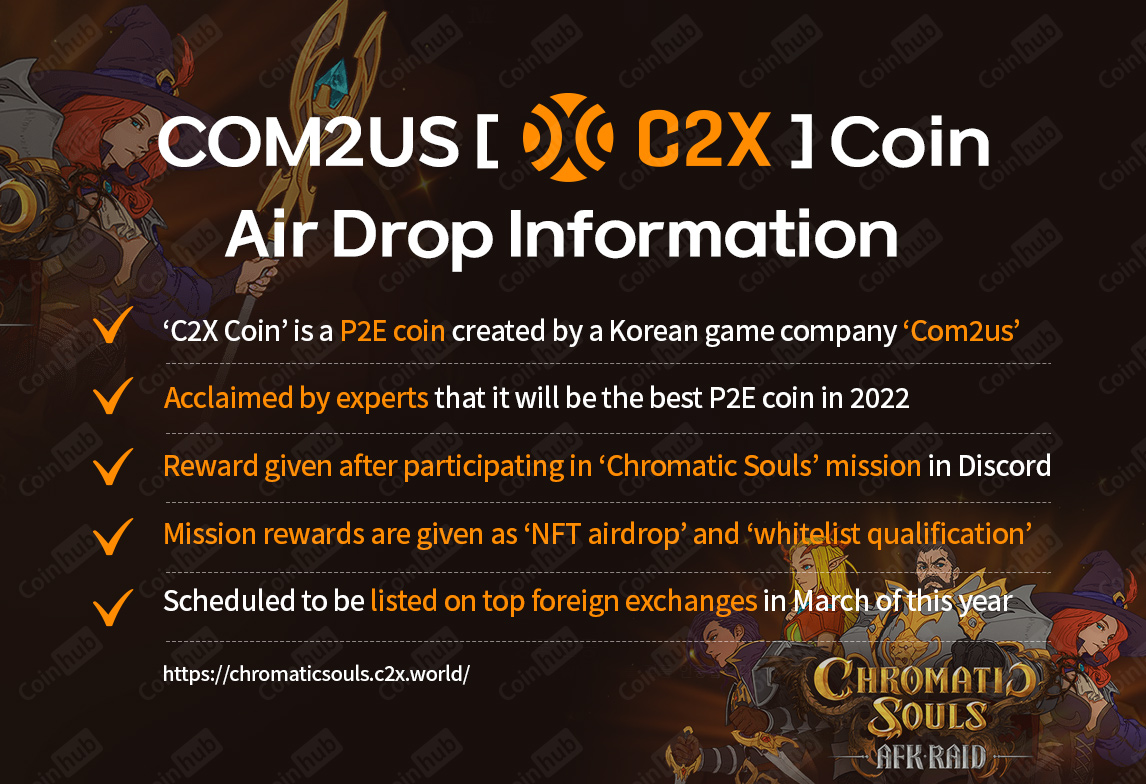 COM2US [ C2X ] Coin
Air Drop Information
‘C2X Coin’ is a P2E coin created by a Korean game company ‘Com2us’
Acclaimed by experts that it will be the best P2E coin in 2022
Reward given after participating in ‘Chromatic Souls’ mission in Discord
Mission rewards are given as ‘NFT airdrop’ and ‘whitelist qualification’
Scheduled to be listed on top foreign exchanges in March of this year
https://chromaticsouls.c2x.world/
CHROMATIC
SOULS
AFK RAID
Coinhub